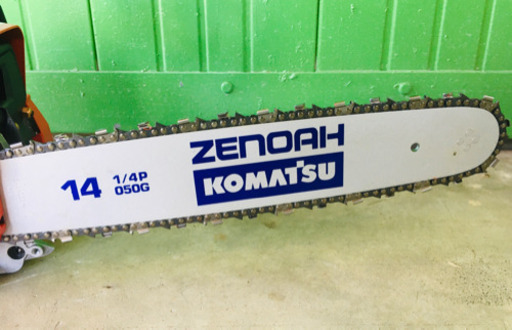 14
1/4P
050G
ZENOAH
KOMATSU